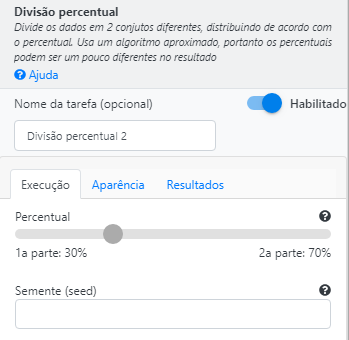 Divisão percentual
Divide os dados em 2 conjutos diferentes, distribuindo de acordo com
o percentual. Usa um algoritmo aproximado, portanto os percentuais
podem ser um pouco diferentes no resultado
? Ajuda
Nome da tarefa (opcional) Habilitado
Divisão percentual 2
Execução Aparência Resultados
Percentual ?
1a parte: 30% 2a parte: 70%
Semente (seed) ?